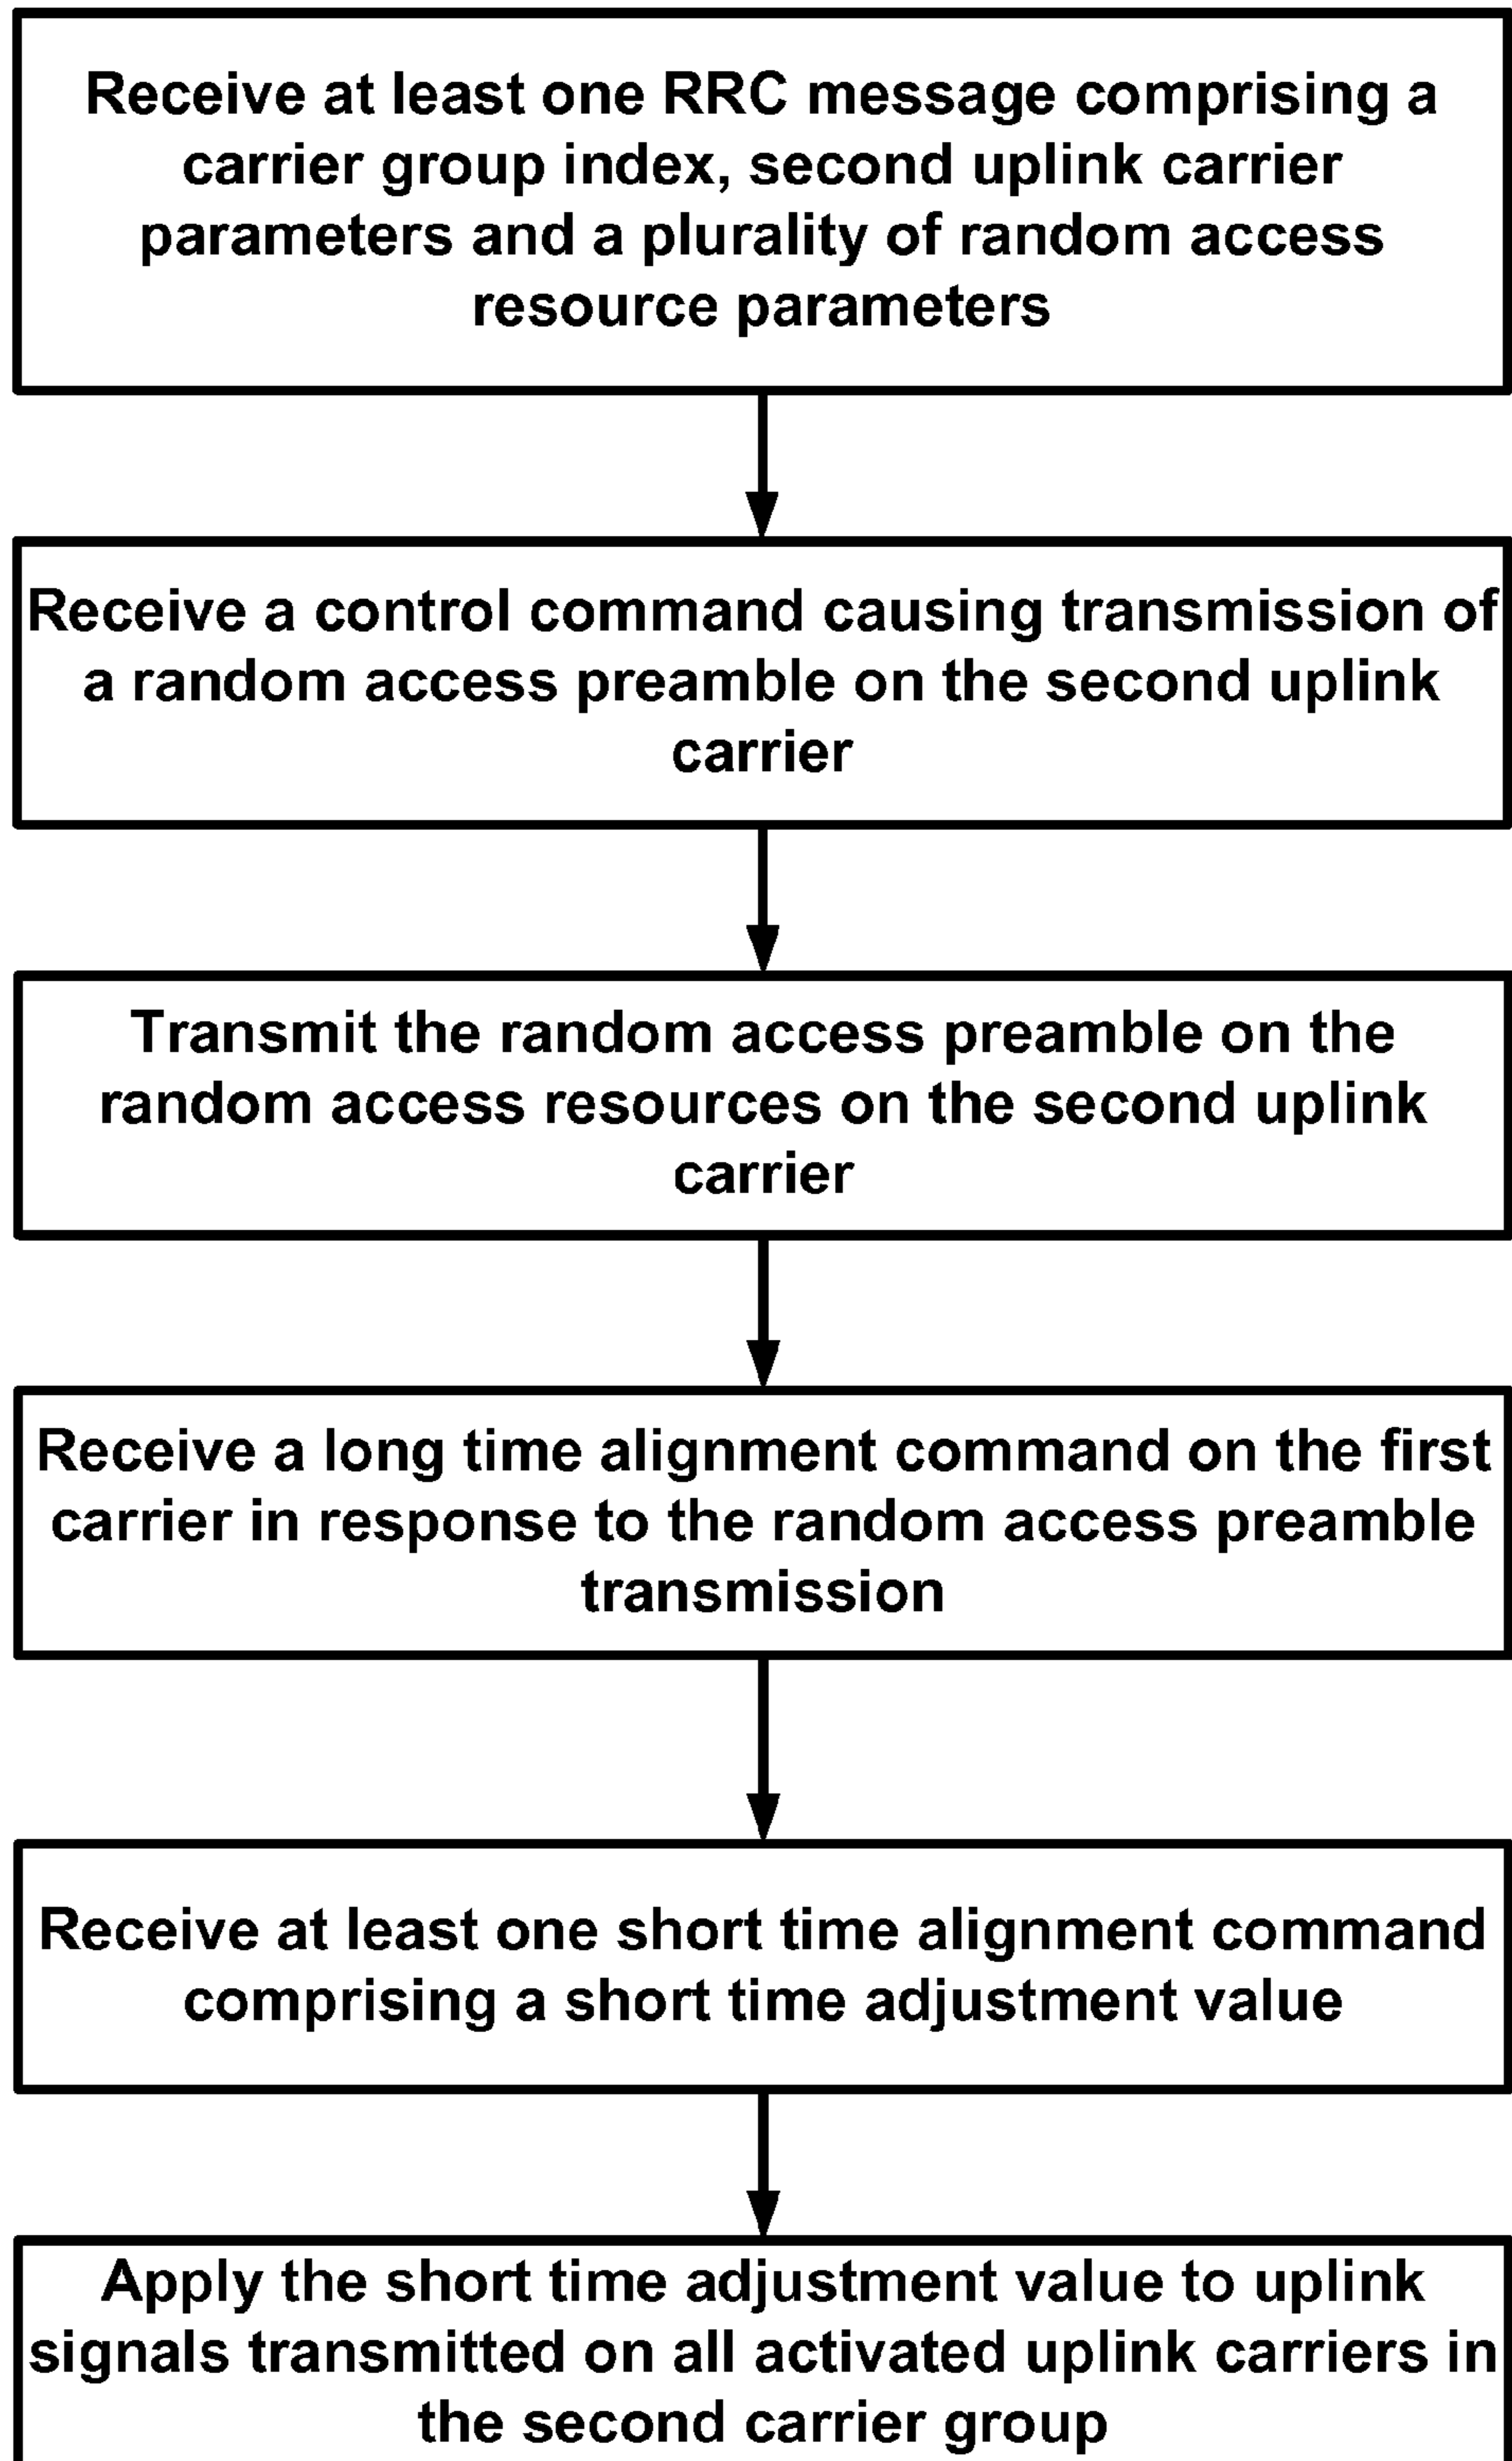 Receive at least one RRC message comprising a
carrier group index, second uplink carrier
parameters and a plurality of random access
resource parameters
Receive a control command causing transmission of
a random access preamble on the second uplink
carrier
Transmit the random access preamble on the
random access resources on the second uplink
carrier
Receive a long time alignment command on the first
carrier in response to the random access preamble
transmission
Receive at least one short time alignment command
comprising a short time adjustment value
Apply the short time adjustment value to uplink
signals transmitted on all activated uplink carriers in
the second carrier group